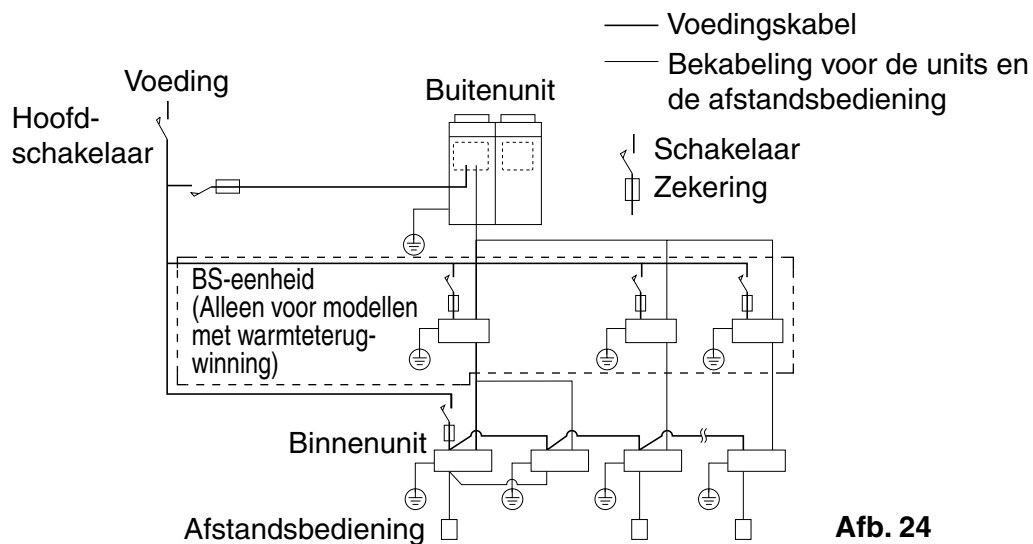 Voedingskabel
Bekabeling voor de units en
de afstandsbediening
Voeding
Hoofd-
schakelaar
Buitenunit
Schakelaar
Zekering
BS-eenheid
(Alleen voor modellen
met warmteterug-
winning)
Binnenunit
Afstandsbediening
Afb. 24